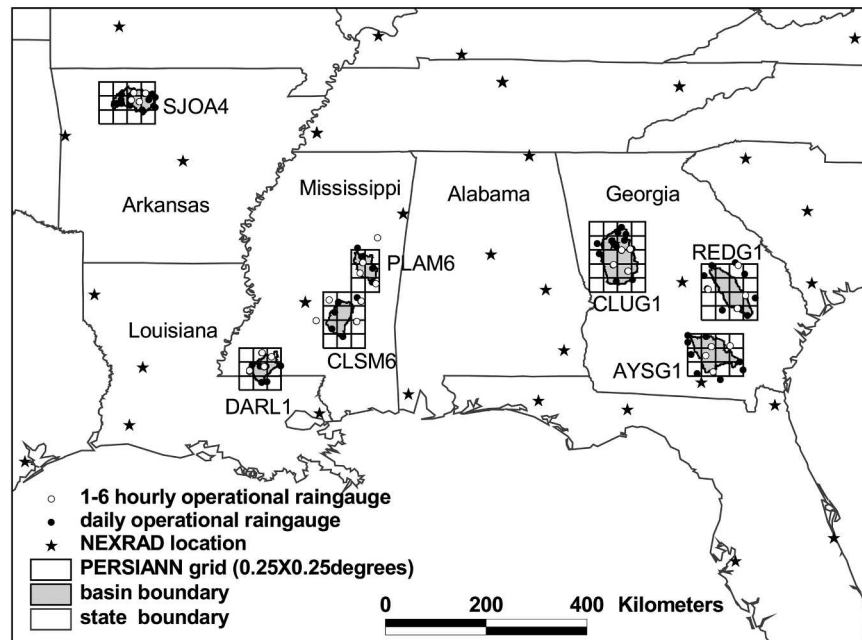 SJOA4
Arkansas
Mississippi
Alabama
Georgia
PLAM6
REDG1
CLUG1
Louisiana
CLSM6
AYSG1
DARL1
1-6 hourly operational raingauge
daily operational raingauge
NEXRAD location
PERSIANN grid (0.25X0.25degrees)
basin boundary
state boundary
0 200 400 Kilometers